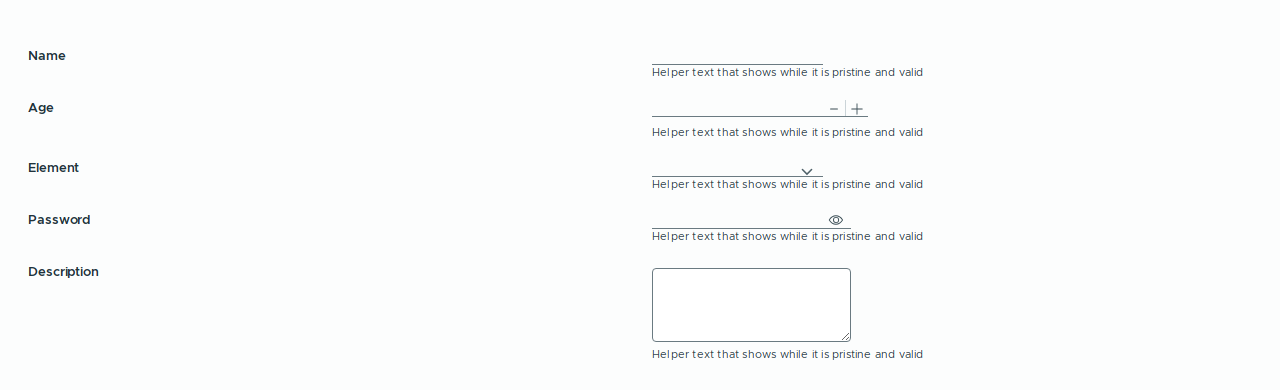 Name
Helper text that shows while it is pristine and valid
Age
Helper text that shows while it is pristine and valid
Element
Helper text that shows while it is pristine and valid
Password
Helper text that shows while it is pristine and valid
Description
Helper text that shows while it is pristine and valid